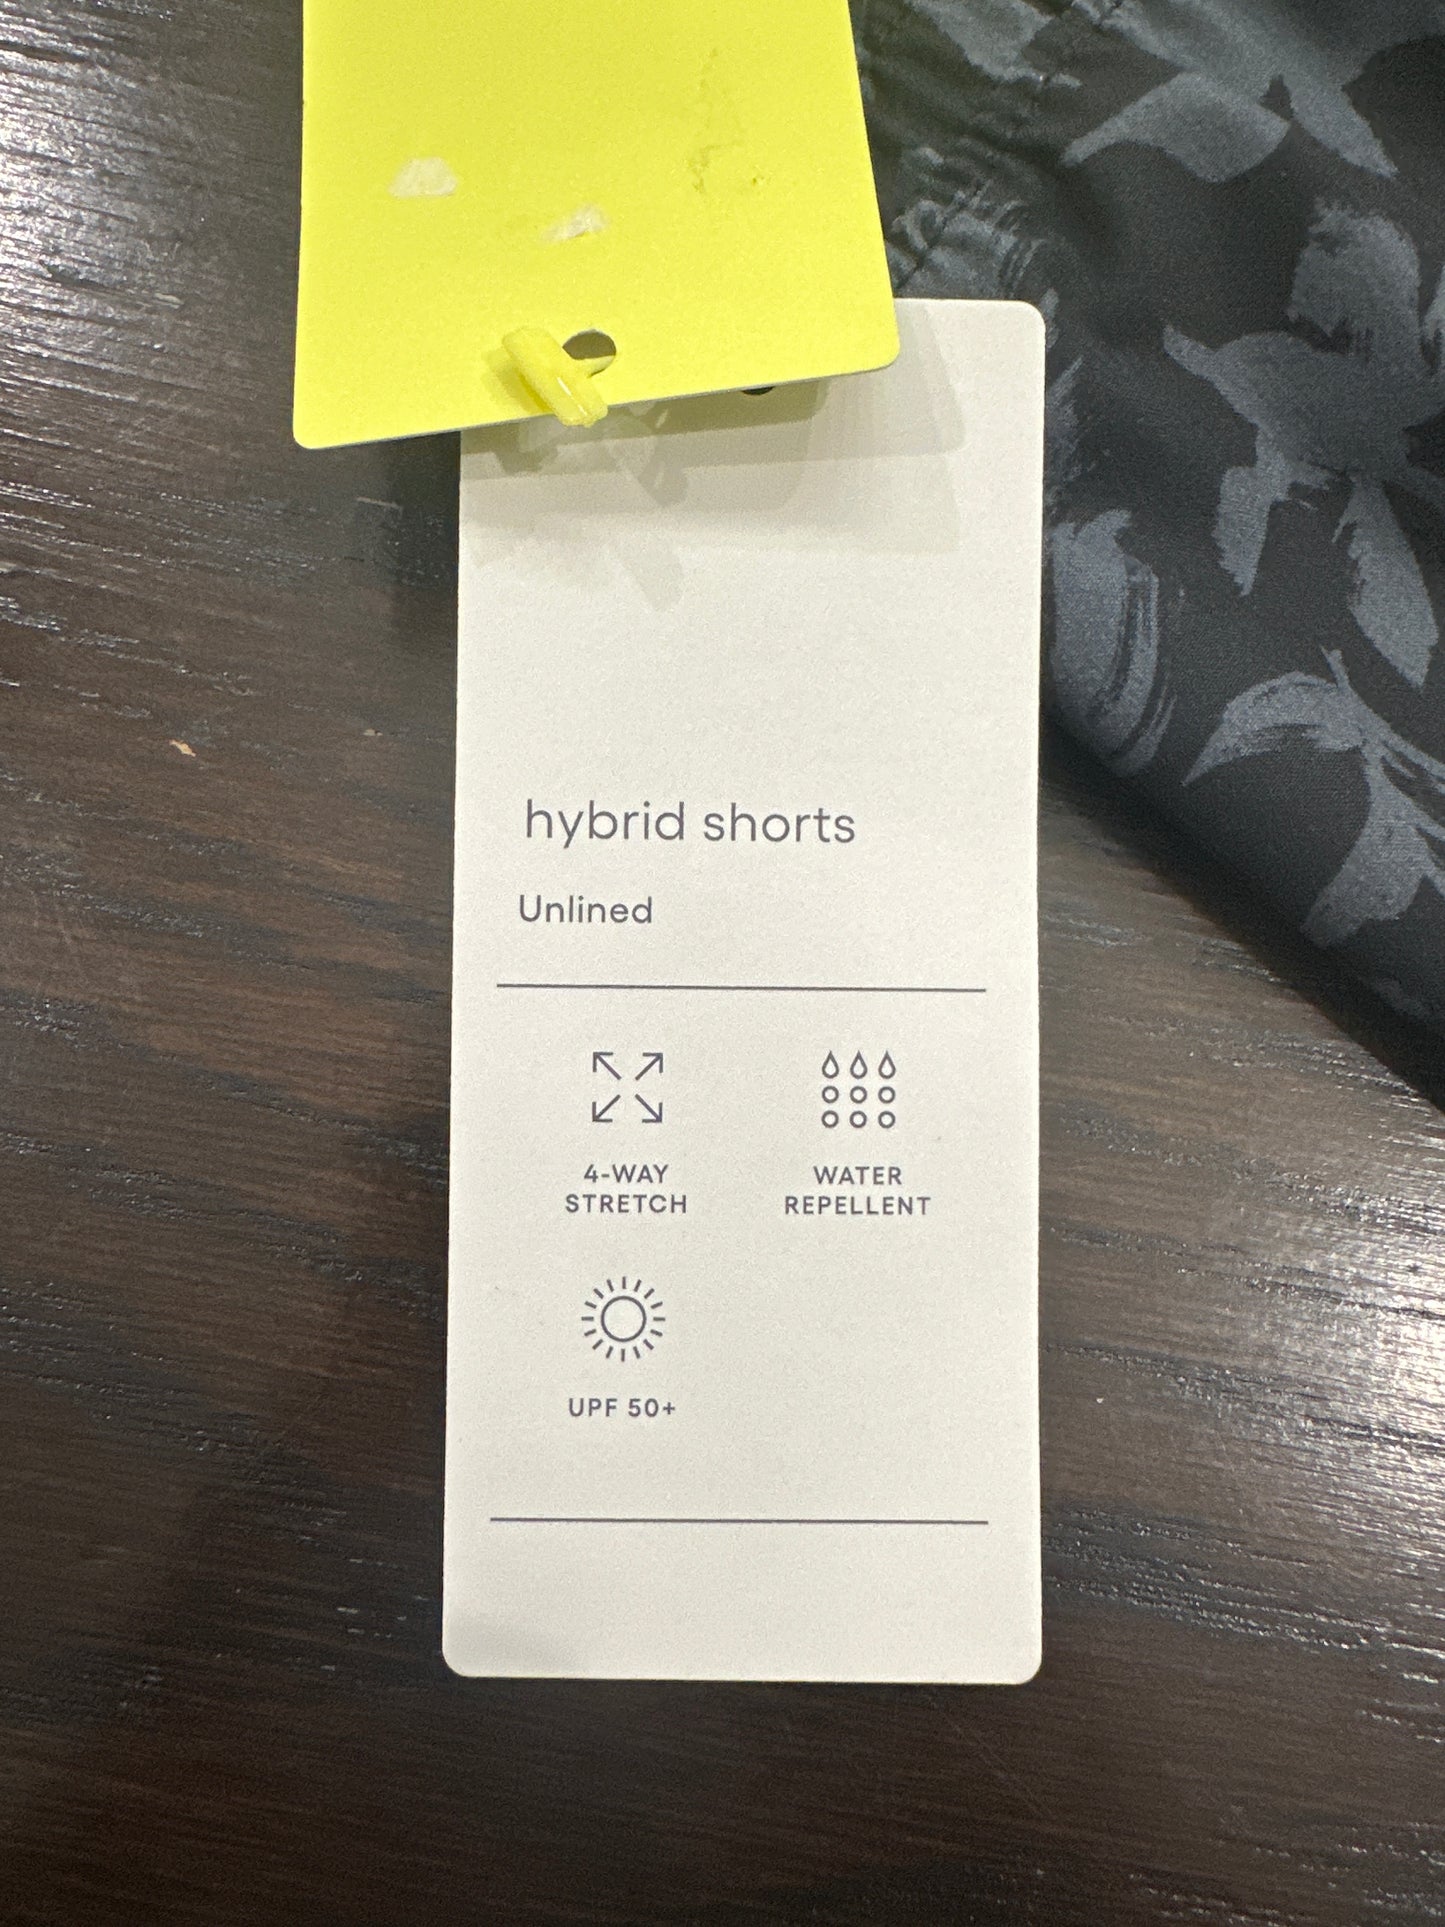 hybrid shorts
Unlined
4-WAY
STRETCH
WATER
REPELLENT
UPF 50+